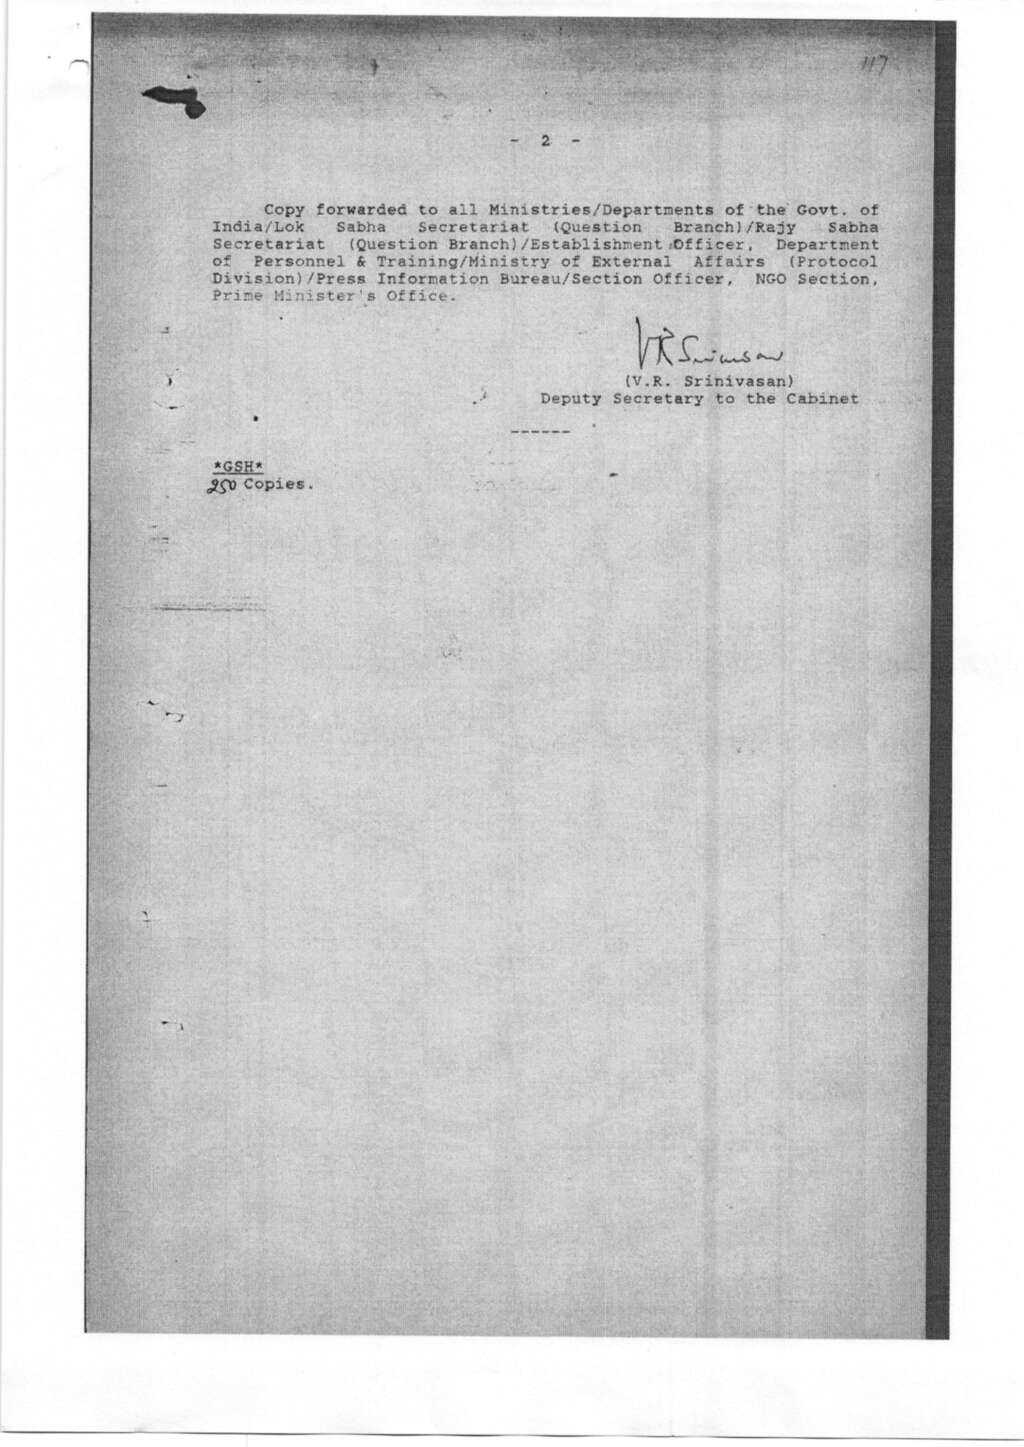 117
- 2 -
Copy forwarded to all Ministries/Departments of the Govt. of
India/Lok Sabha Secretariat (Question Branch)/Rajy Sabha
Secretariat (Question Branch)/Establishment Officer, Department
of Personnel & Training/Ministry of External Affairs (Protocol
Division)/Press Information Bureau/Section Officer, NGO Section,
Prime Minister's Office.
VR Srinivasan
(V.R. Srinivasan)
Deputy Secretary to the Cabinet
------
*GSH*
250 Copies.